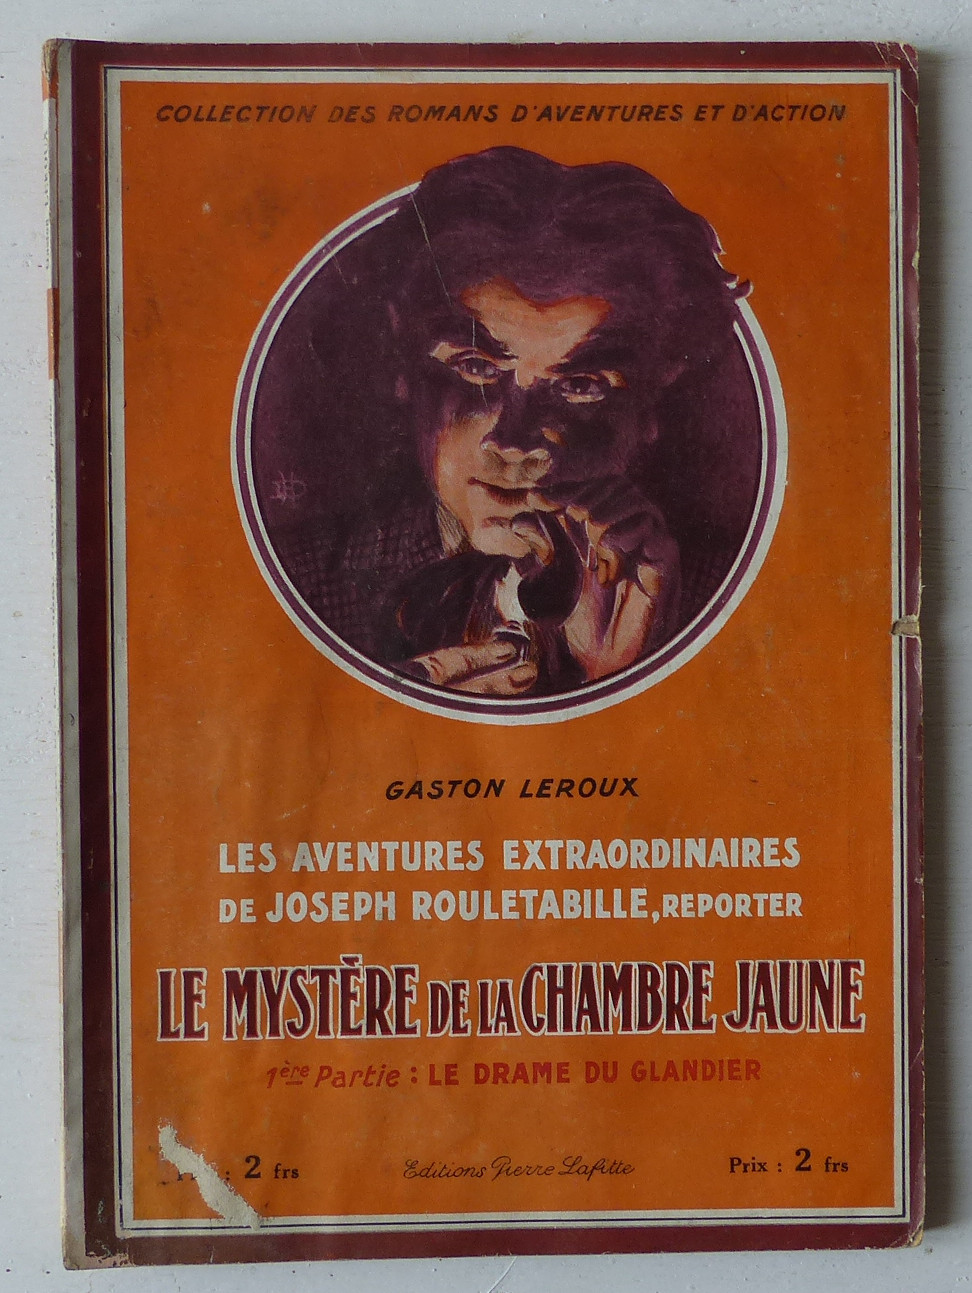 COLLECTION DES ROMANS D'AVENTURES ET D'ACTION
GASTON LEROUX
LES AVENTURES EXTRAORDINAIRES
DE JOSEPH ROULETABILLE, REPORTER
LE MYSTÈRE DE LA CHAMBRE JAUNE
1ère Partie : LE DRAME DU GLANDIER
: 2 frs Editions Pierre Lafitte Prix : 2 frs